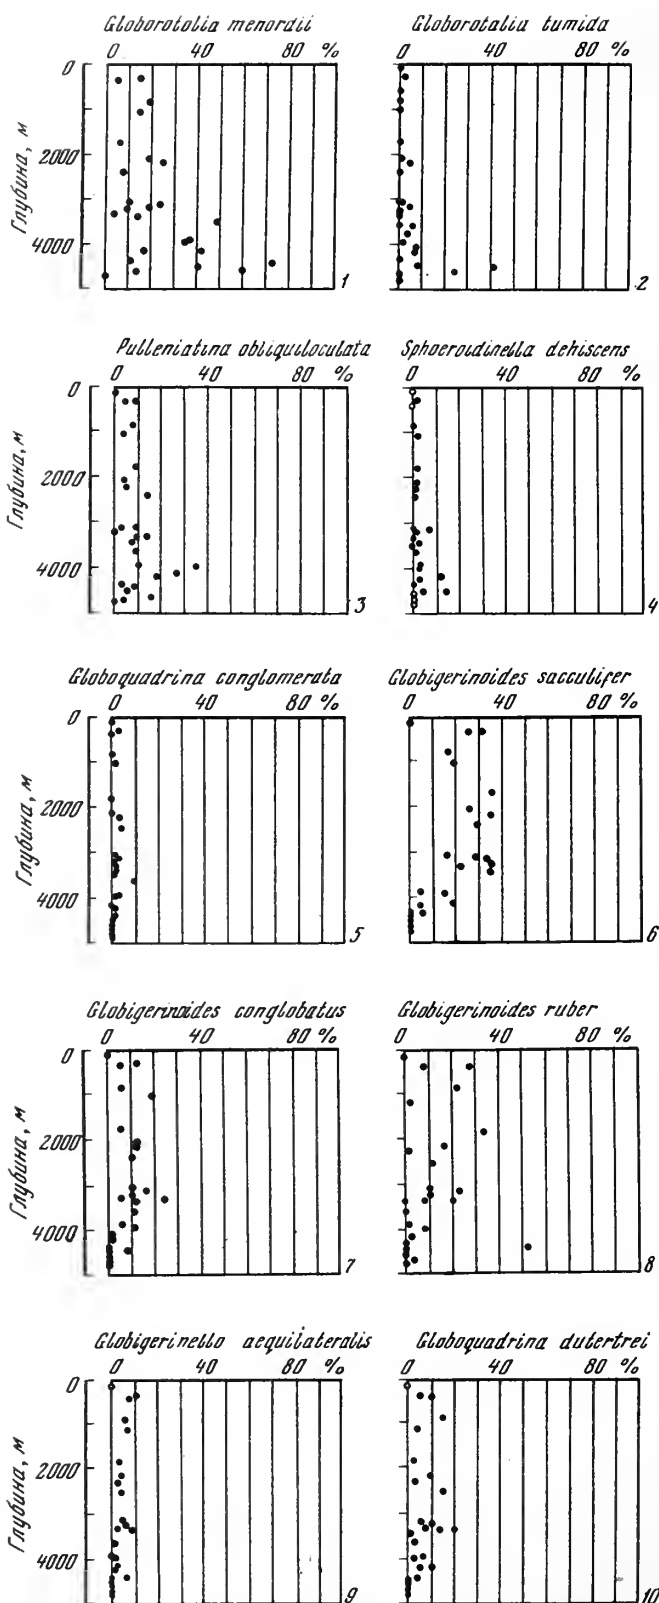 Globorotolia menardii
0 40 80 %
Globorotalia tumida
0 40 80 %
0
2000
4000
Глубина, м
1
2
Pulleniatina obliquiloculata
0 40 %
Sphaeroidinella dehiscens
0 40 80 %
0
2000
4000
Глубина, м
3
4
Globoquadrina conglomerata
0 40 80 %
Globigerinoides sacculifer
0 40 80 %
0
2000
4000
Глубина, м
5
6
Globigerinoides conglobatus
0 40 80 %
Globigerinoides ruber
0 40 80 %
0
2000
4000
Глубина, м
7
8
Globigerinello aequilateralis
0 40 80 %
Globoquadrina dutertrei
0 40 80 %
0
2000
4000
Глубина, м
9
10